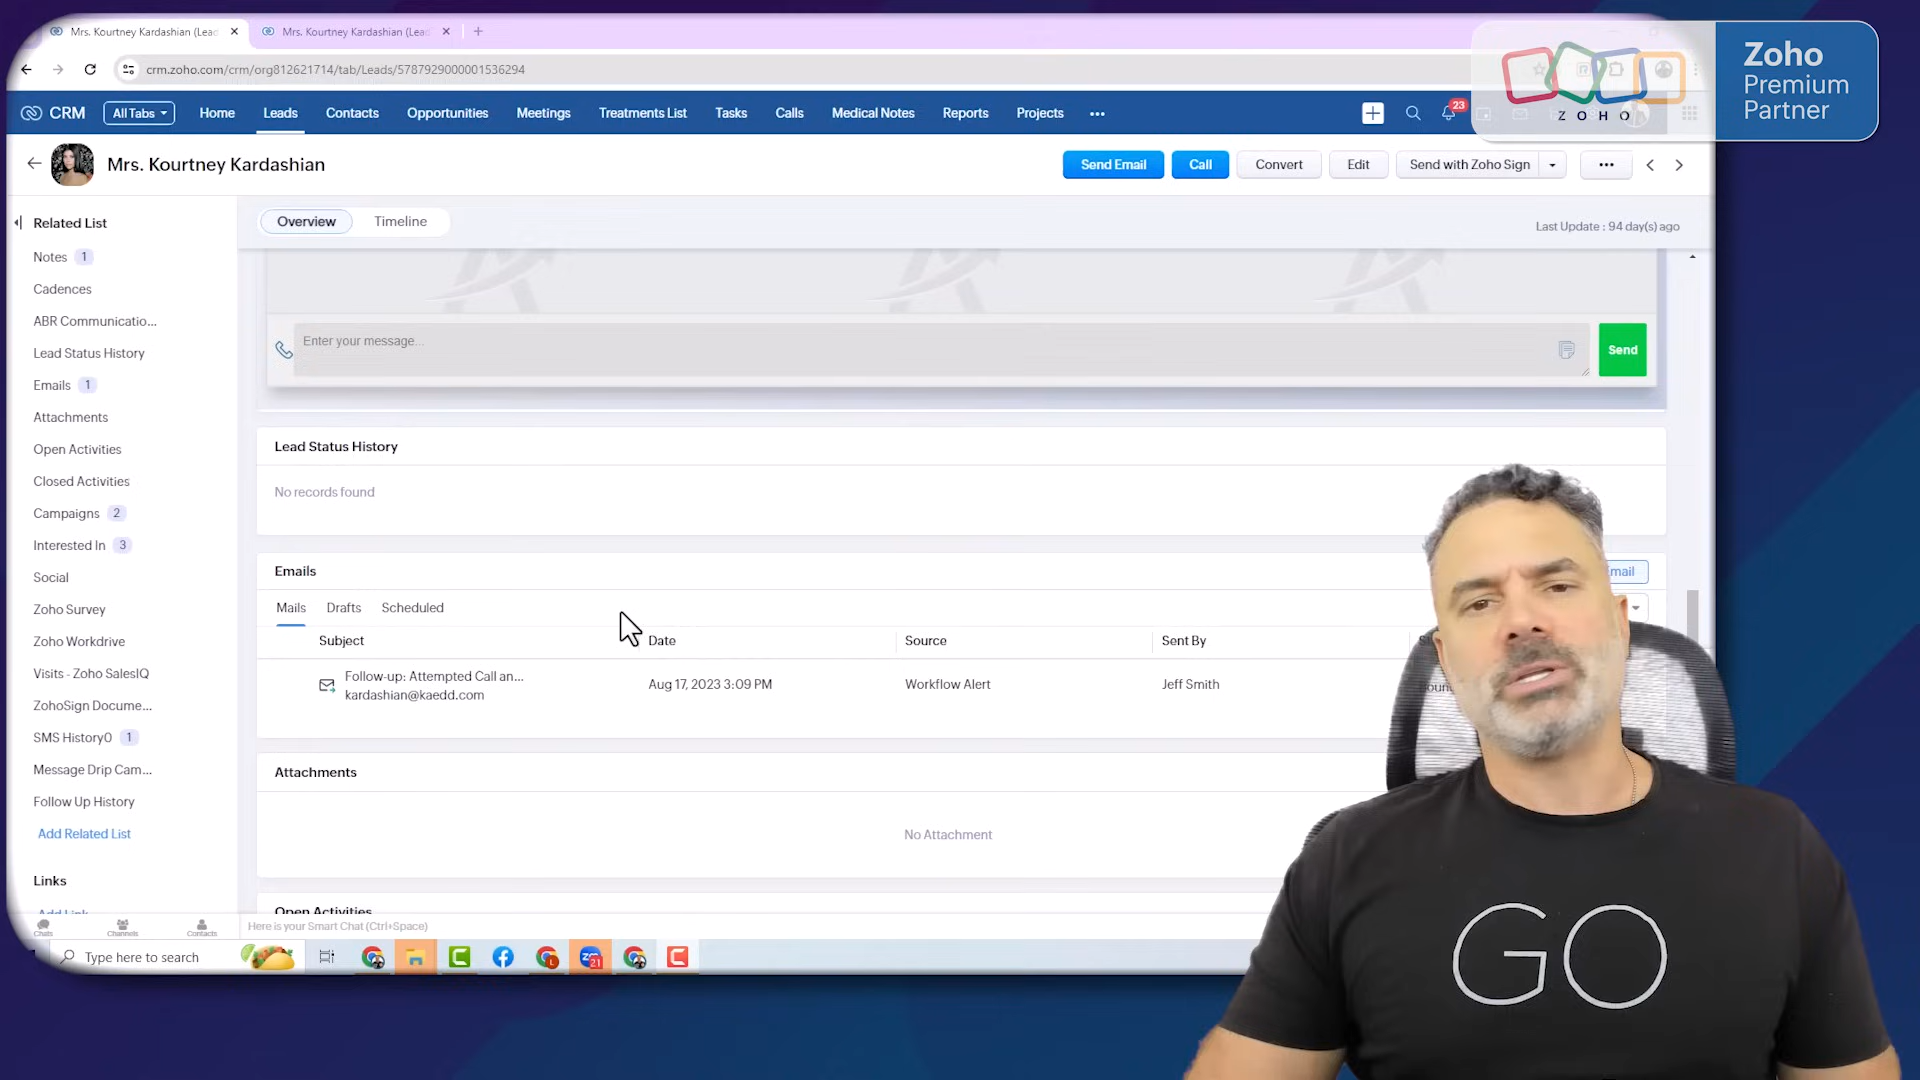 Mrs. Kourtney Kardashian (Lea
Mrs. Kourtney Kardashian (Lea
crm.zoho.com/crm/org812621714/tab/Leads/5787929000001536294
ZOHO
Zoho
Premium
Partner
CRM
All Tabs
Home
Leads
Contacts
Opportunities
Meetings
Treatments List
Tasks
Calls
Medical Notes
Reports
Projects
23
Mrs. Kourtney Kardashian
Send Email
Call
Convert
Edit
Send with Zoho Sign
Related List
Overview
Timeline
Last Update : 94 day(s) ago
Notes 1
Cadences
ABR Communicatio...
Lead Status History
Emails 1
Attachments
Open Activities
Closed Activities
Campaigns 2
Interested In 3
Social
Zoho Survey
Zoho Workdrive
Visits - Zoho SalesIQ
ZohoSign Docume...
SMS History0 1
Message Drip Cam...
Follow Up History
Add Related List
Links
Add Link
Enter your message...
Send
Lead Status History
No records found
Emails
mail
Mails
Drafts
Scheduled
Subject
Date
Source
Sent By
Follow-up: Attempted Call an...
kardashian@kaedd.com
Aug 17, 2023 3:09 PM
Workflow Alert
Jeff Smith
Attachments
No Attachment
Open Activities
Chats
Channels
Contacts
Here is your Smart Chat (Ctrl+Space)
Type here to search
21
GO